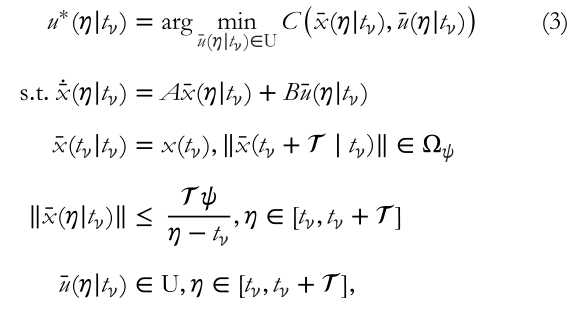 u*(η|t_ν) = arg min_{ū(η|t_ν)∈U} C(x̄(η|t_ν), ū(η|t_ν)) (3)
s.t. ẋ̄(η|t_ν) = Ax̄(η|t_ν) + Bū(η|t_ν)
x̄(t_ν|t_ν) = x(t_ν), ‖x̄(t_ν + 𝒯 | t_ν)‖ ∈ Ω_ψ
‖x̄(η|t_ν)‖ ≤ 𝒯ψ / (η − t_ν), η ∈ [t_ν, t_ν + 𝒯]
ū(η|t_ν) ∈ U, η ∈ [t_ν, t_ν + 𝒯],